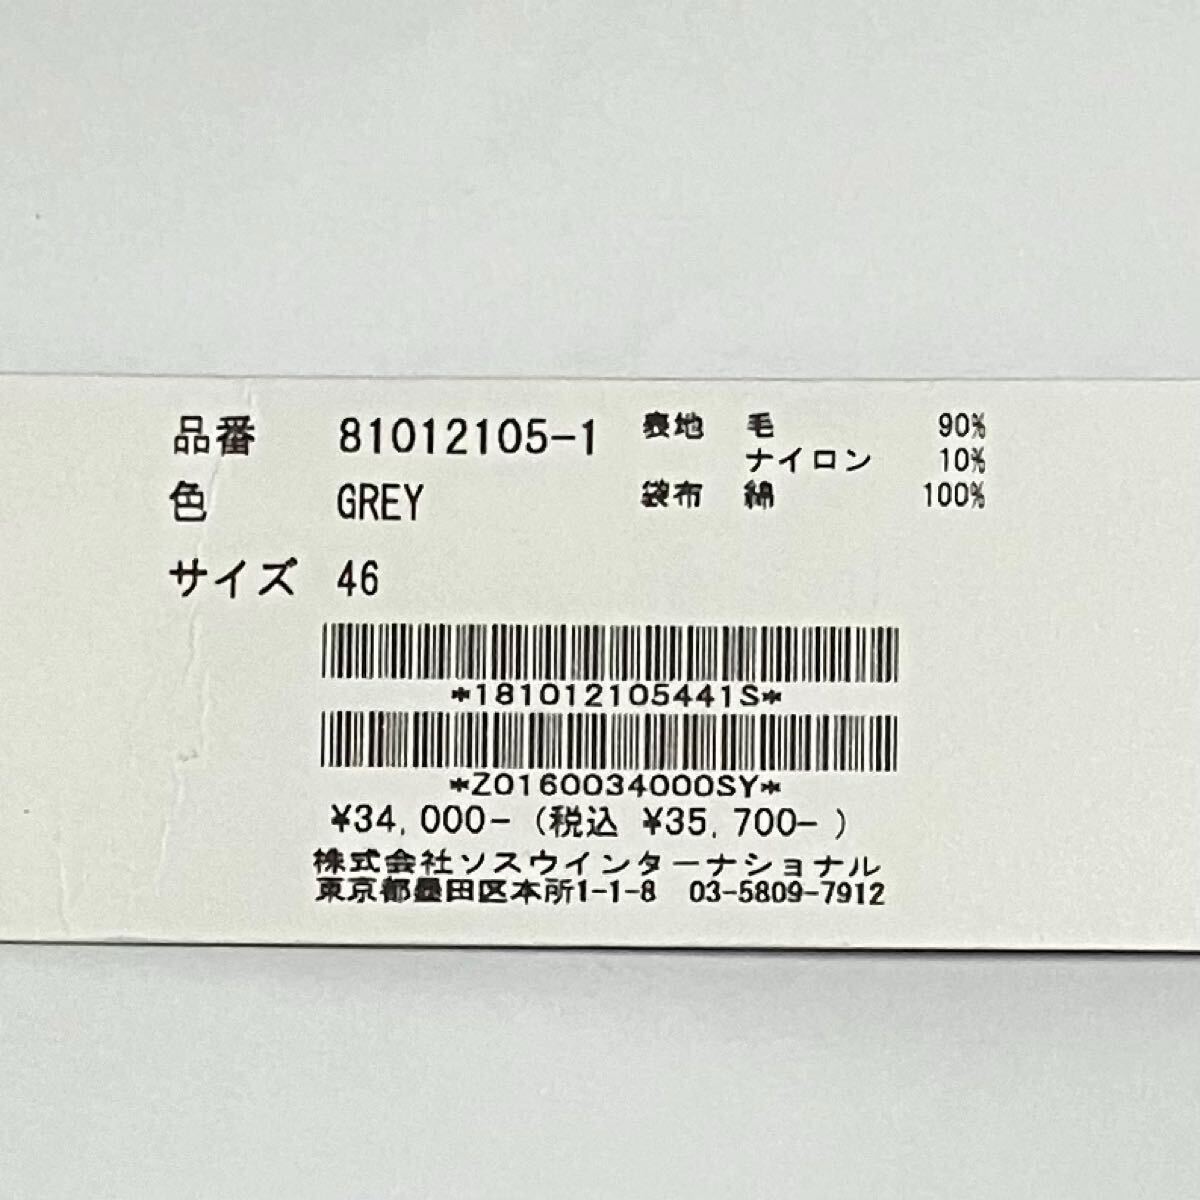 品番 81012105-1 表地 毛 90%
ナイロン 10%
色 GREY 袋布 綿 100%
サイズ 46
*181012105441S*
*Z0160034000SY*
¥34,000-(税込 ¥35,700-)
株式会社ソスウインターナショナル
東京都墨田区本所1-1-8 03-5809-7912